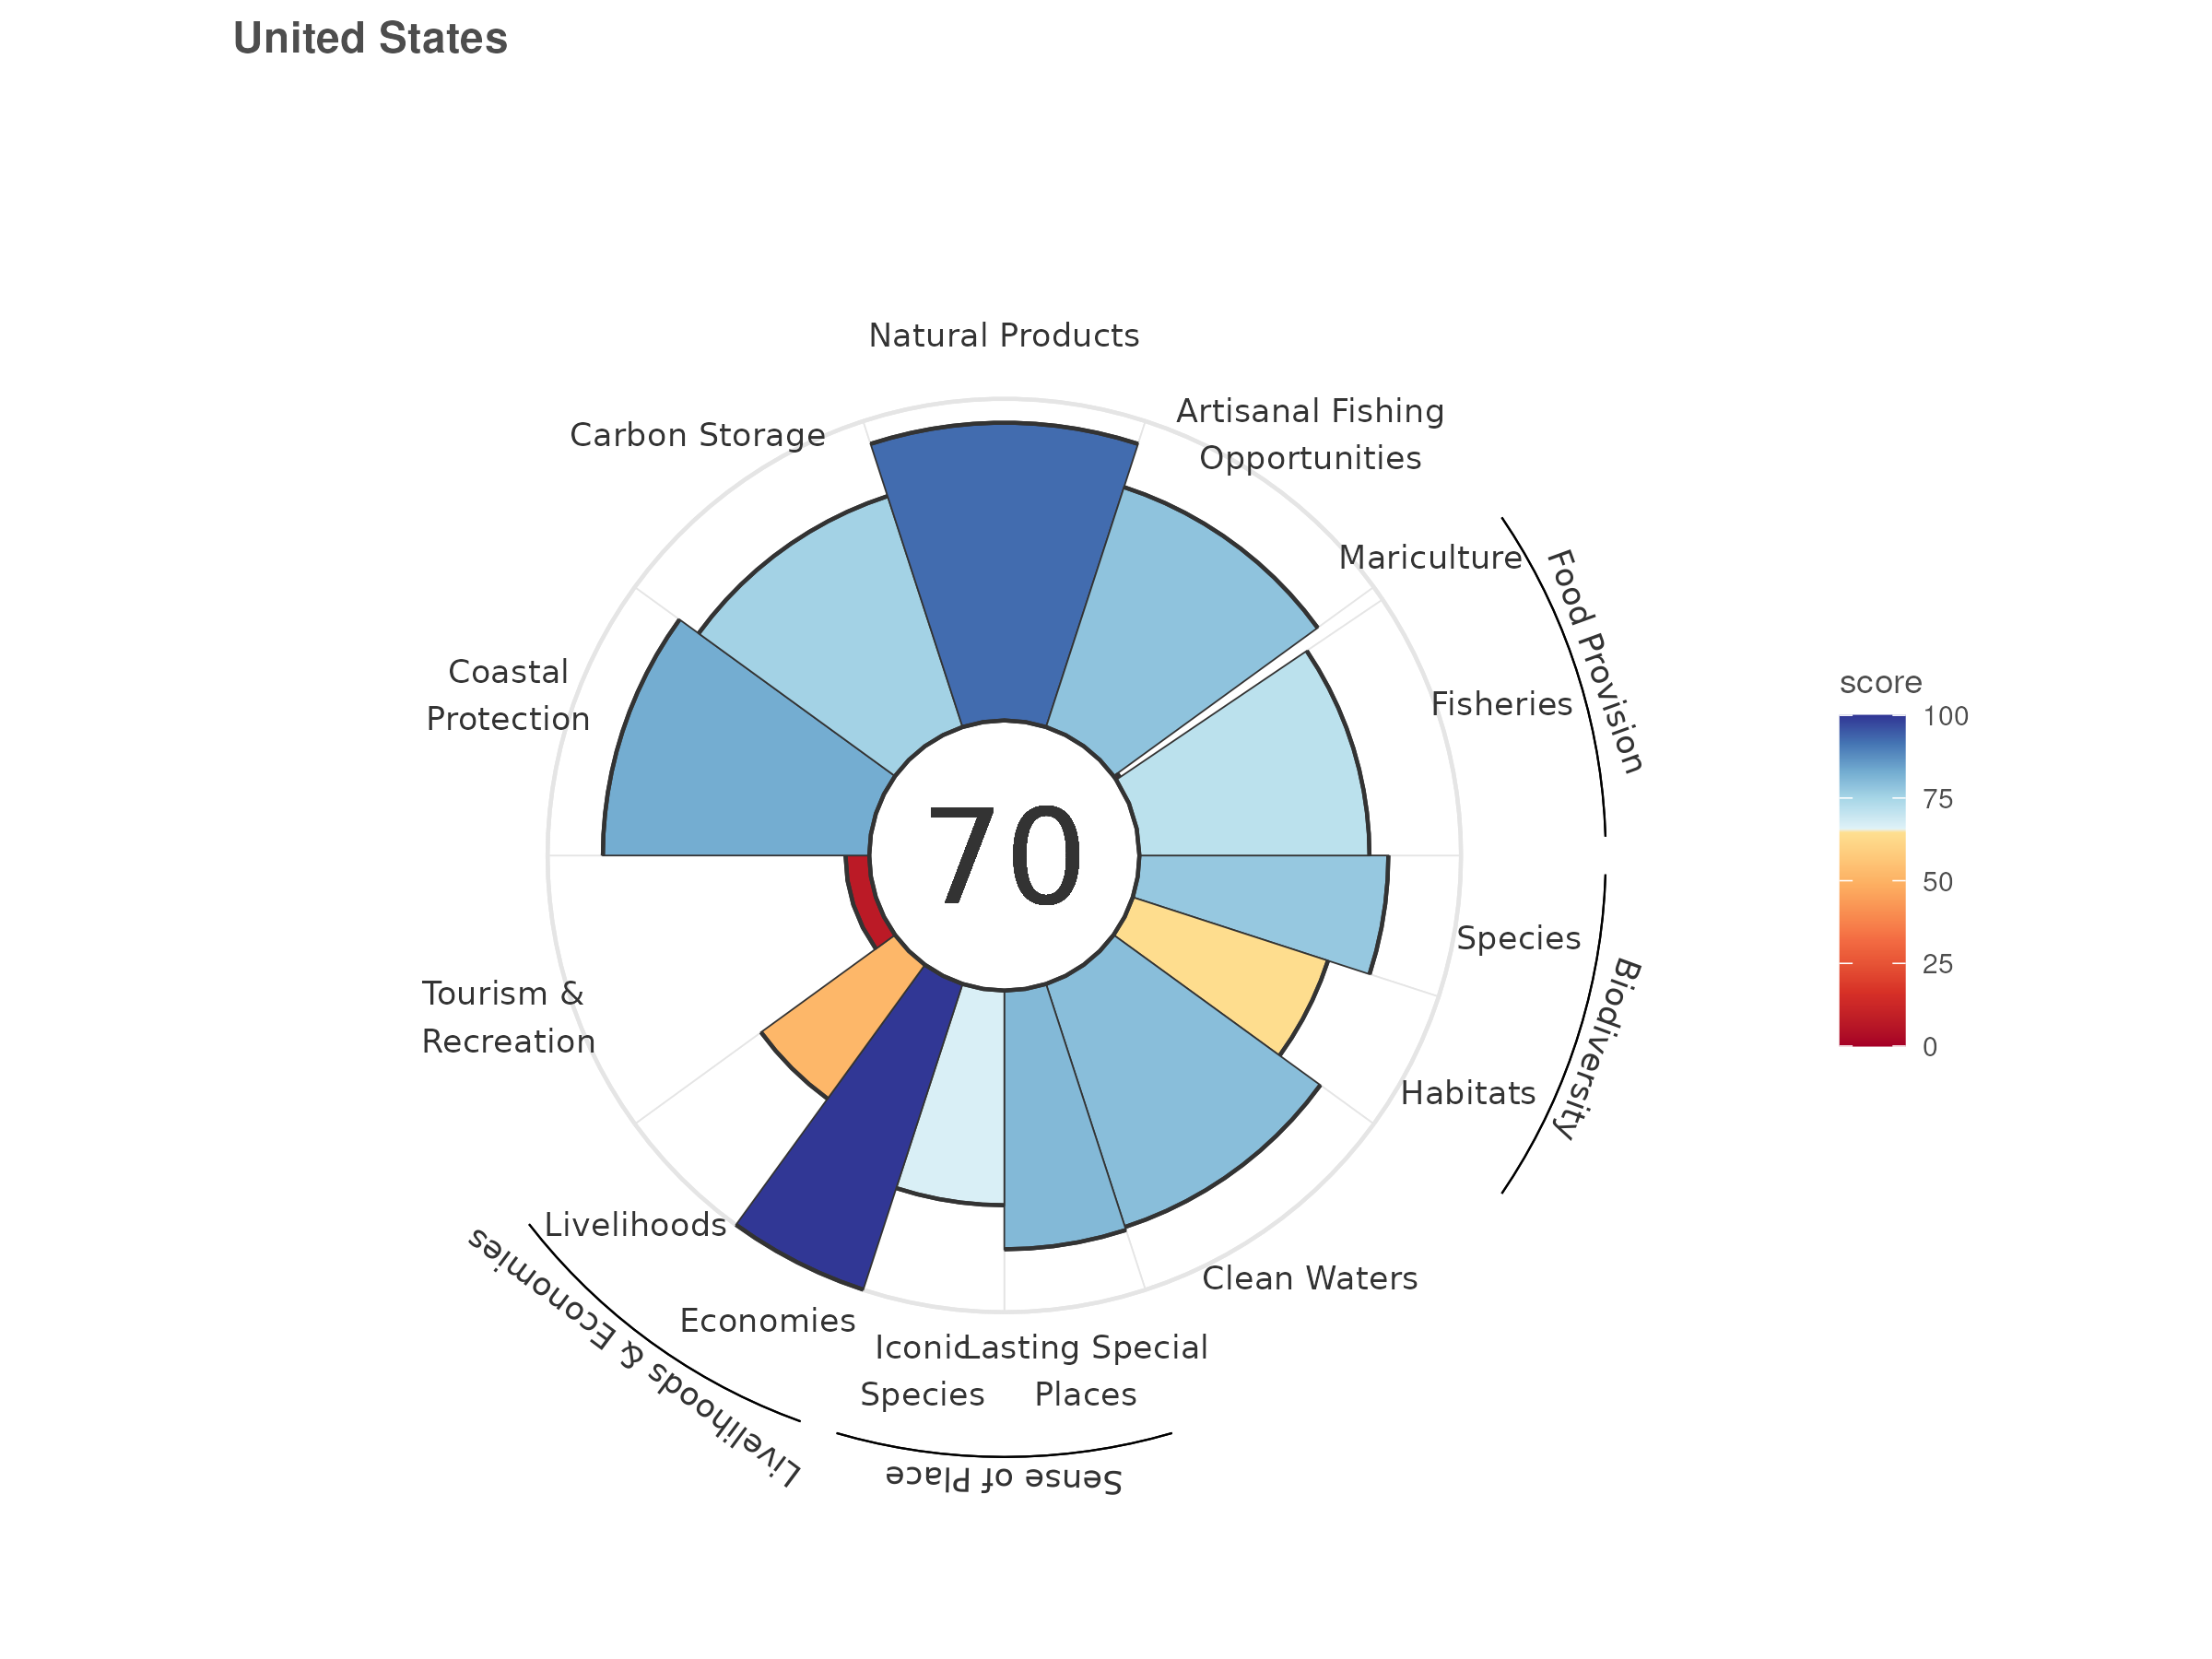 United States
Natural Products
Artisanal Fishing
Opportunities
Carbon Storage
Mariculture
Food Provision
Fisheries
Coastal
Protection
70
score
100
75
50
25
0
Species
Biodiversity
Habitats
Tourism &
Recreation
Livelihoods
Clean Waters
Economies
Iconic
Species
Lasting Special
Places
Livelihoods & Economies
Sense of Place